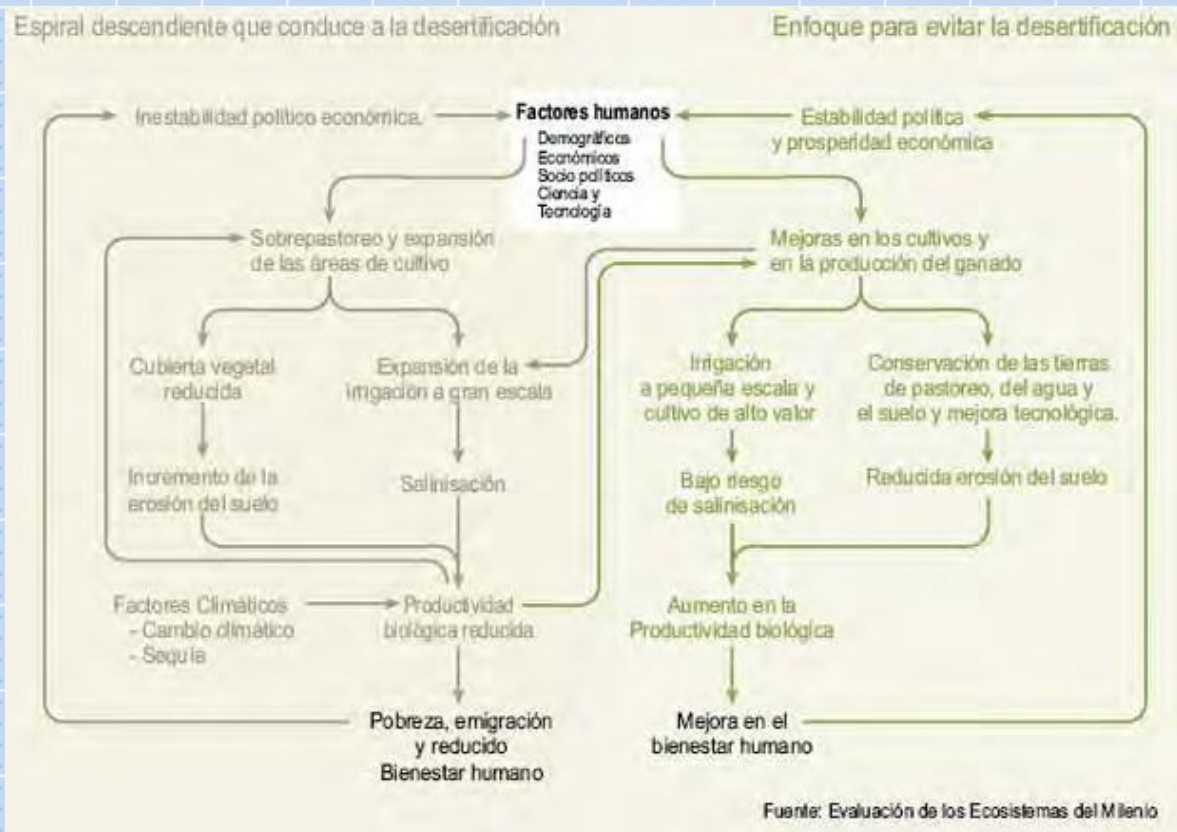 Espiral descendiente que conduce a la desertificación
Enfoque para evitar la desertificación
Inestabilidad político económica.
Factores humanos
Demográficos
Económicos
Socio políticos
Ciencia y
Tecnología
Estabilidad política
y prosperidad económica
Sobrepastoreo y expansión
de las áreas de cultivo
Mejoras en los cultivos y
en la producción del ganado
Cubierta vegetal
reducida
Expansión de la
irrigación a gran escala
Irrigación
a pequeña escala y
cultivo de alto valor
Conservación de las tierras
de pastoreo, del agua y
el suelo y mejora tecnológica.
Incremento de la
erosión del suelo
Salinisación
Bajo riesgo
de salinisación
Reducida erosión del suelo
Factores Climáticos
- Cambio climático
- Sequía
Productividad
biológica reducida
Aumento en la
Productividad biológica
Pobreza, emigración
y reducido
Bienestar humano
Mejora en el
bienestar humano
Fuente: Evaluación de los Ecosistemas del Milenio